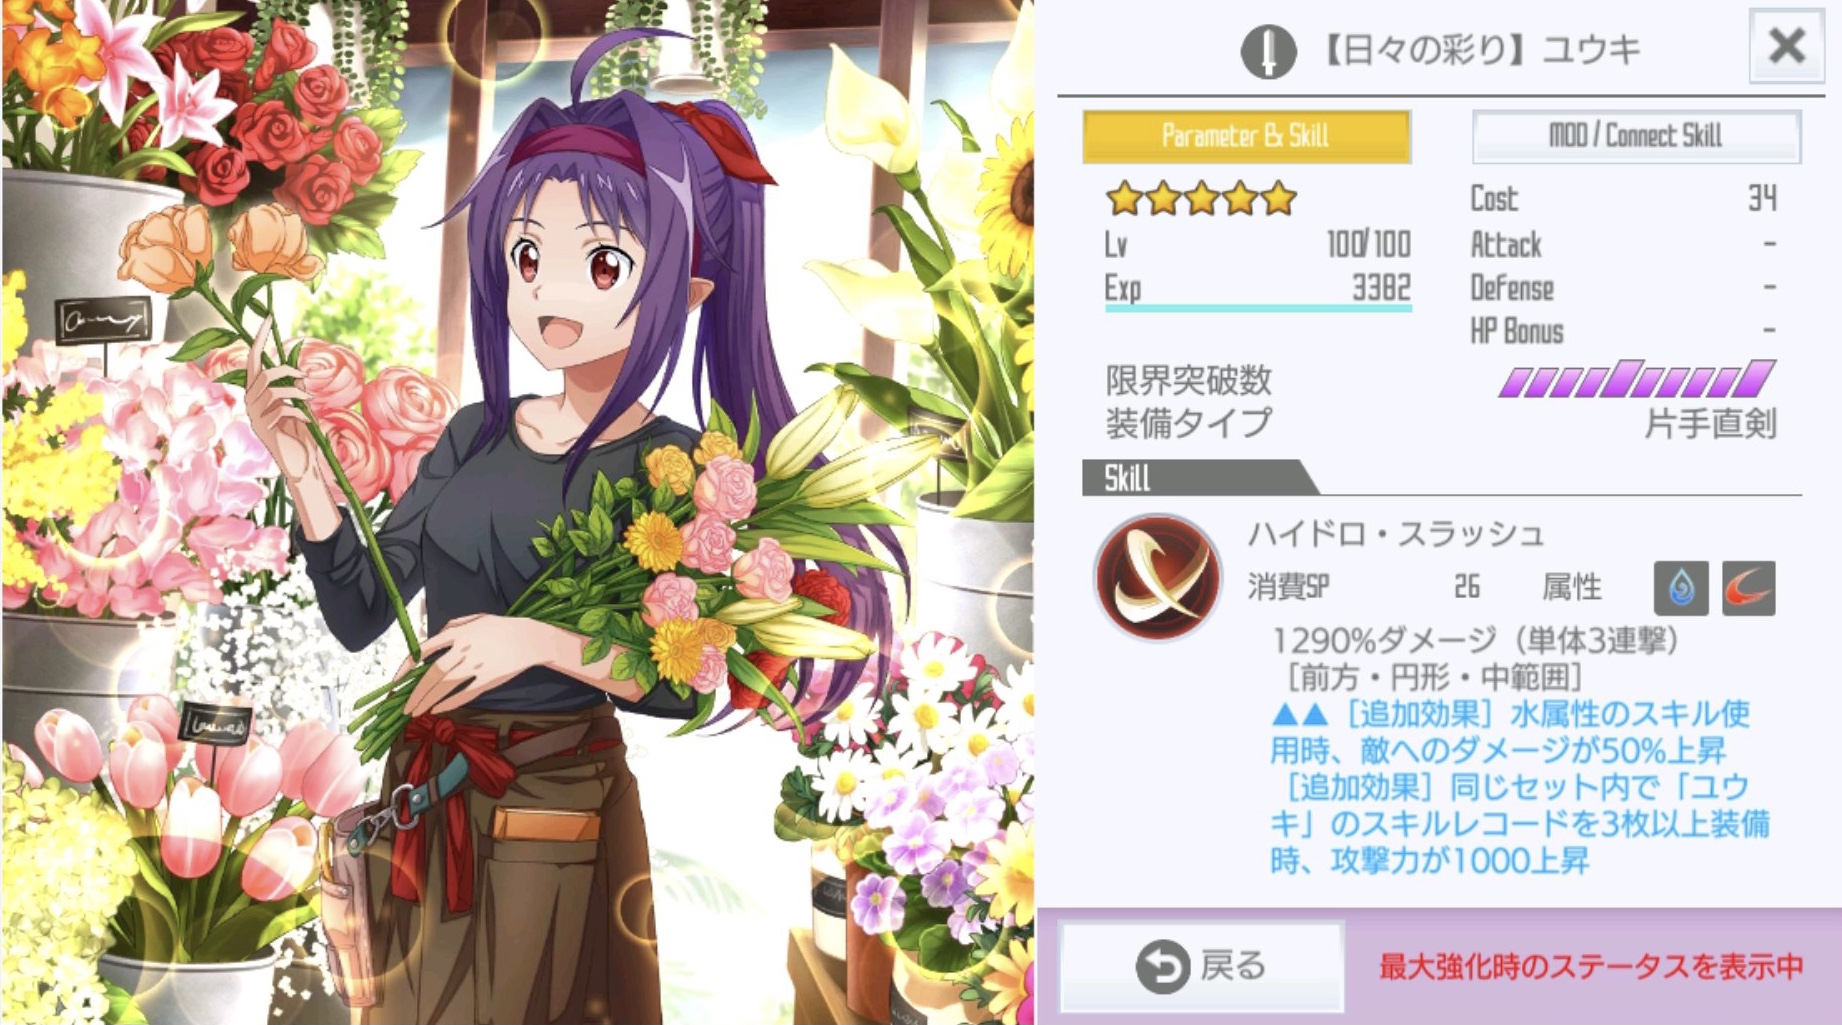 【日々の彩り】ユウキ
Parameter & Skill
MOD / Connect Skill
Lv 100/100
Exp 3382
Cost 34
Attack -
Defense -
HP Bonus -
限界突破数
装備タイプ 片手直剣
Skill
ハイドロ・スラッシュ
消費SP 26 属性
1290%ダメージ（単体3連撃）
［前方・円形・中範囲］
▲▲［追加効果］水属性のスキル使
用時、敵へのダメージが50%上昇
［追加効果］同じセット内で「ユウ
キ」のスキルレコードを3枚以上装備
時、攻撃力が1000上昇
戻る
最大強化時のステータスを表示中